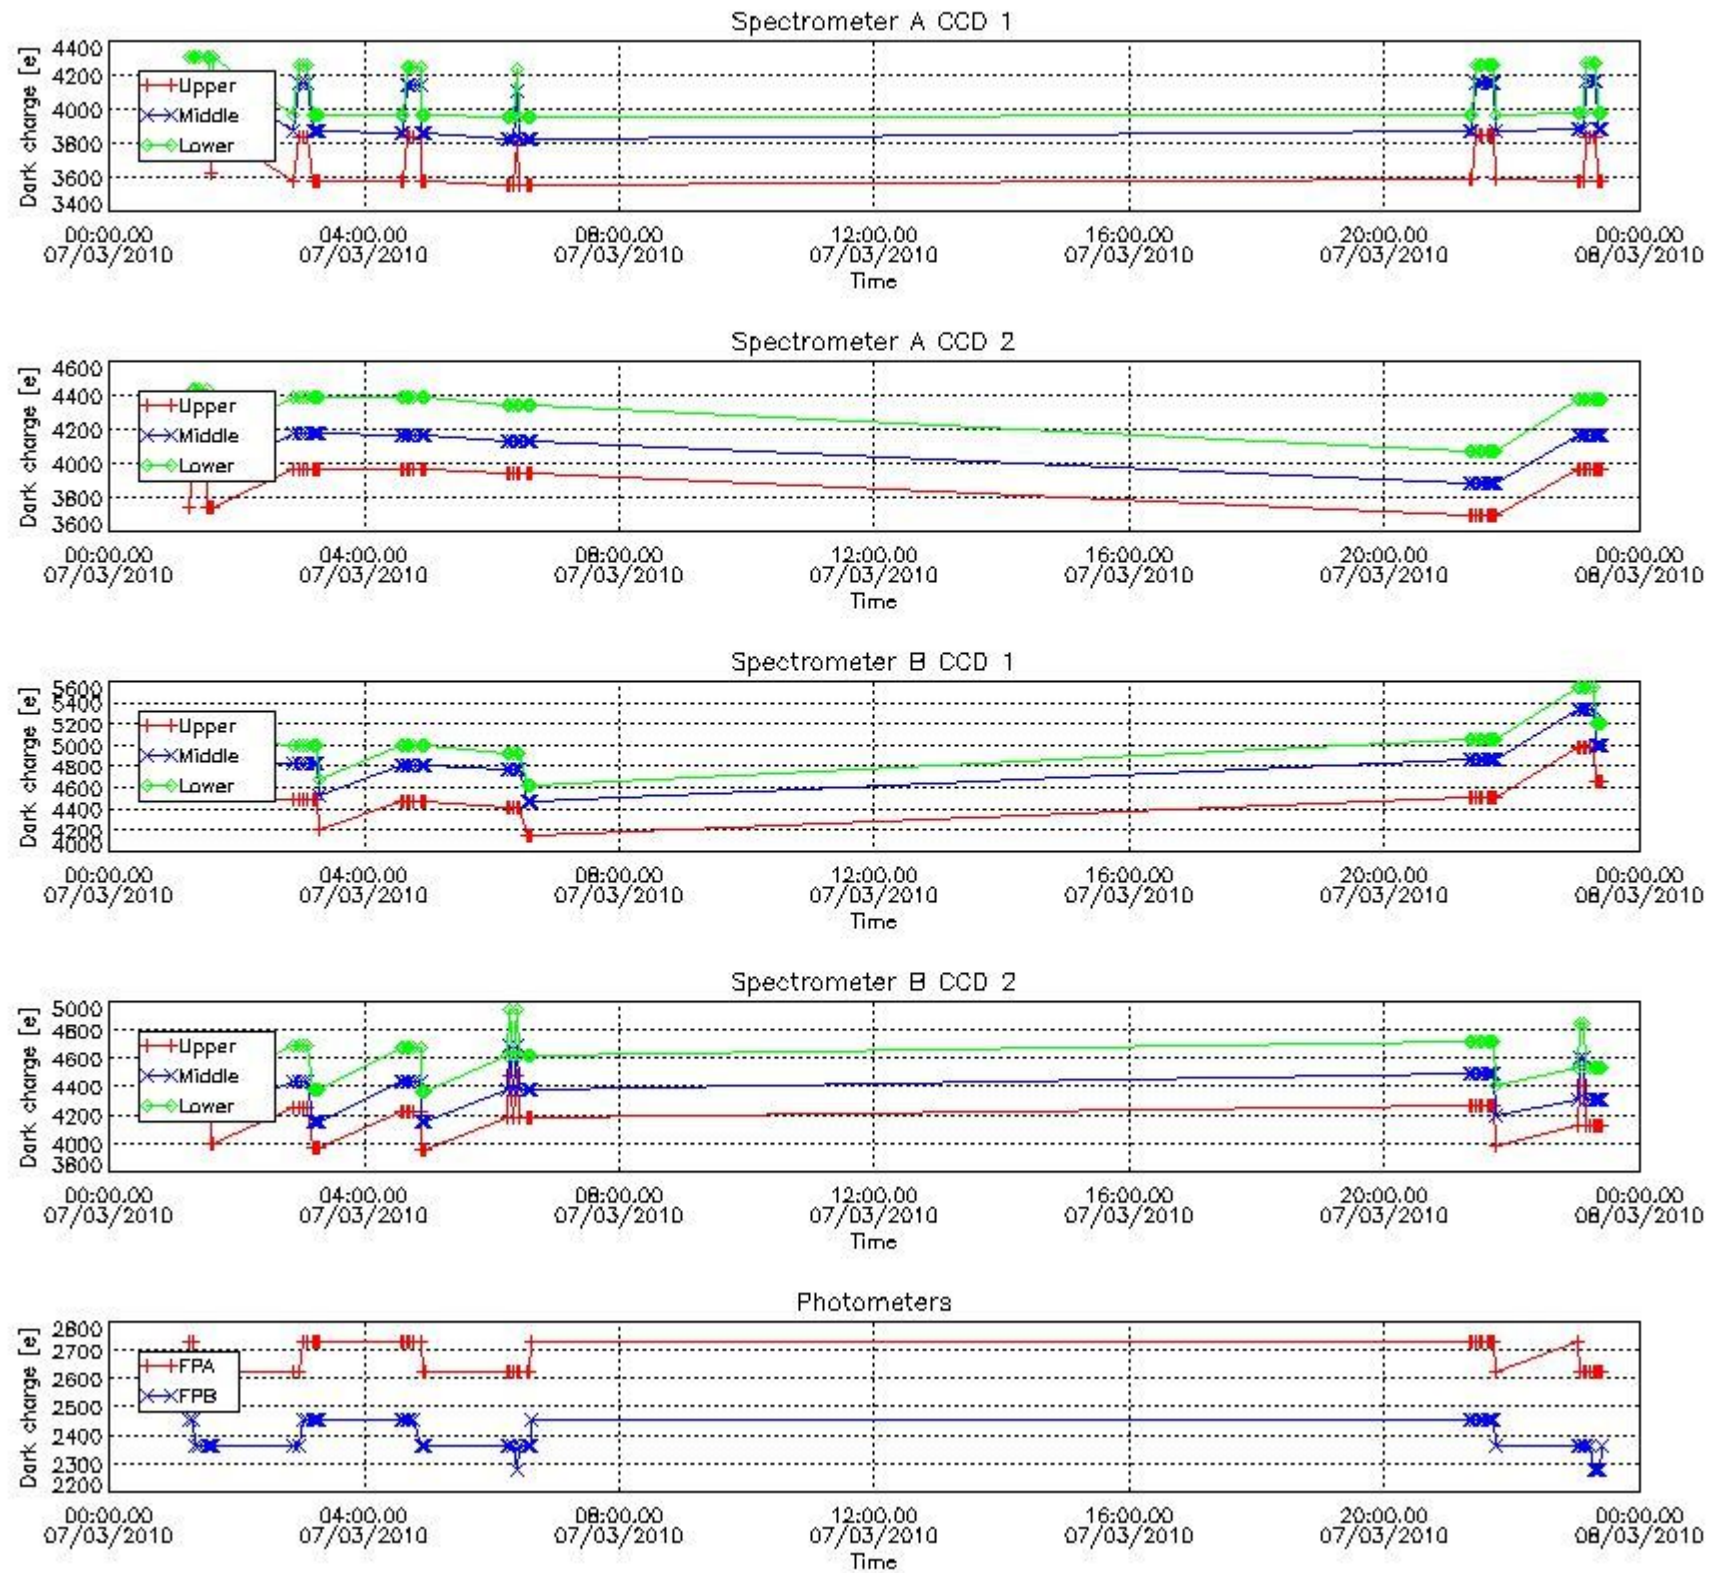 Spectrometer A CCD 1
Dark charge [e]
4400
4200
4000
3800
3600
3400
Upper
Middle
Lower
00:00.00 04:00.00 08:00.00 12:00.00 16:00.00 20:00.00 00:00.00
07/03/2010 07/03/2010 07/03/2010 07/03/2010 07/03/2010 07/03/2010 08/03/2010
Time
Spectrometer A CCD 2
Dark charge [e]
4600
4400
4200
4000
3800
3600
Upper
Middle
Lower
00:00.00 04:00.00 08:00.00 12:00.00 16:00.00 20:00.00 00:00.00
07/03/2010 07/03/2010 07/03/2010 07/03/2010 07/03/2010 07/03/2010 08/03/2010
Time
Spectrometer B CCD 1
Dark charge [e]
5600
5400
5200
5000
4800
4600
4400
4200
4000
Upper
Middle
Lower
00:00.00 04:00.00 08:00.00 12:00.00 16:00.00 20:00.00 00:00.00
07/03/2010 07/03/2010 07/03/2010 07/03/2010 07/03/2010 07/03/2010 08/03/2010
Time
Spectrometer B CCD 2
Dark charge [e]
5000
4800
4600
4400
4200
4000
3800
Upper
Middle
Lower
00:00.00 04:00.00 08:00.00 12:00.00 16:00.00 20:00.00 00:00.00
07/03/2010 07/03/2010 07/03/2010 07/03/2010 07/03/2010 07/03/2010 08/03/2010
Time
Photometers
Dark charge [e]
2800
2700
2600
2500
2400
2300
2200
FPA
FPB
00:00.00 04:00.00 08:00.00 12:00.00 16:00.00 20:00.00 00:00.00
07/03/2010 07/03/2010 07/03/2010 07/03/2010 07/03/2010 07/03/2010 08/03/2010
Time